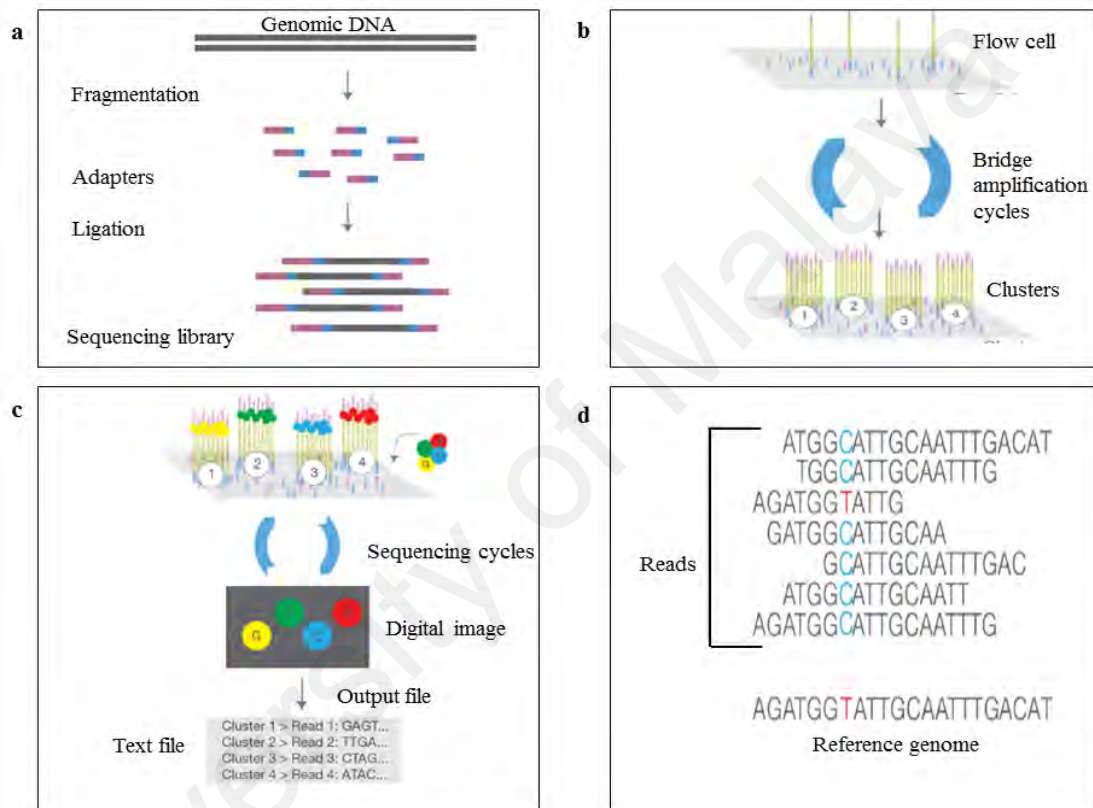 a
Genomic DNA
Fragmentation
Adapters
Ligation
Sequencing library
b
Flow cell
Bridge
amplification
cycles
Clusters
1
2
3
4
c
1
2
3
4
G
Sequencing cycles
G
Digital image
Output file
Text file
Cluster 1 > Read 1: GAGT...
Cluster 2 > Read 2: TTGA...
Cluster 3 > Read 3: CTAG...
Cluster 4 > Read 4: ATAC...
d
Reads
ATGGCATTGCAATTTGACAT
TGGCATTGCAATTTG
AGATGGTATTG
GATGGCATTGCAA
GCATTGCAATTTGAC
ATGGCATTGCAATT
AGATGGCATTGCAATTTG
AGATGGTATTGCAATTTGACAT
Reference genome
University of Malaya